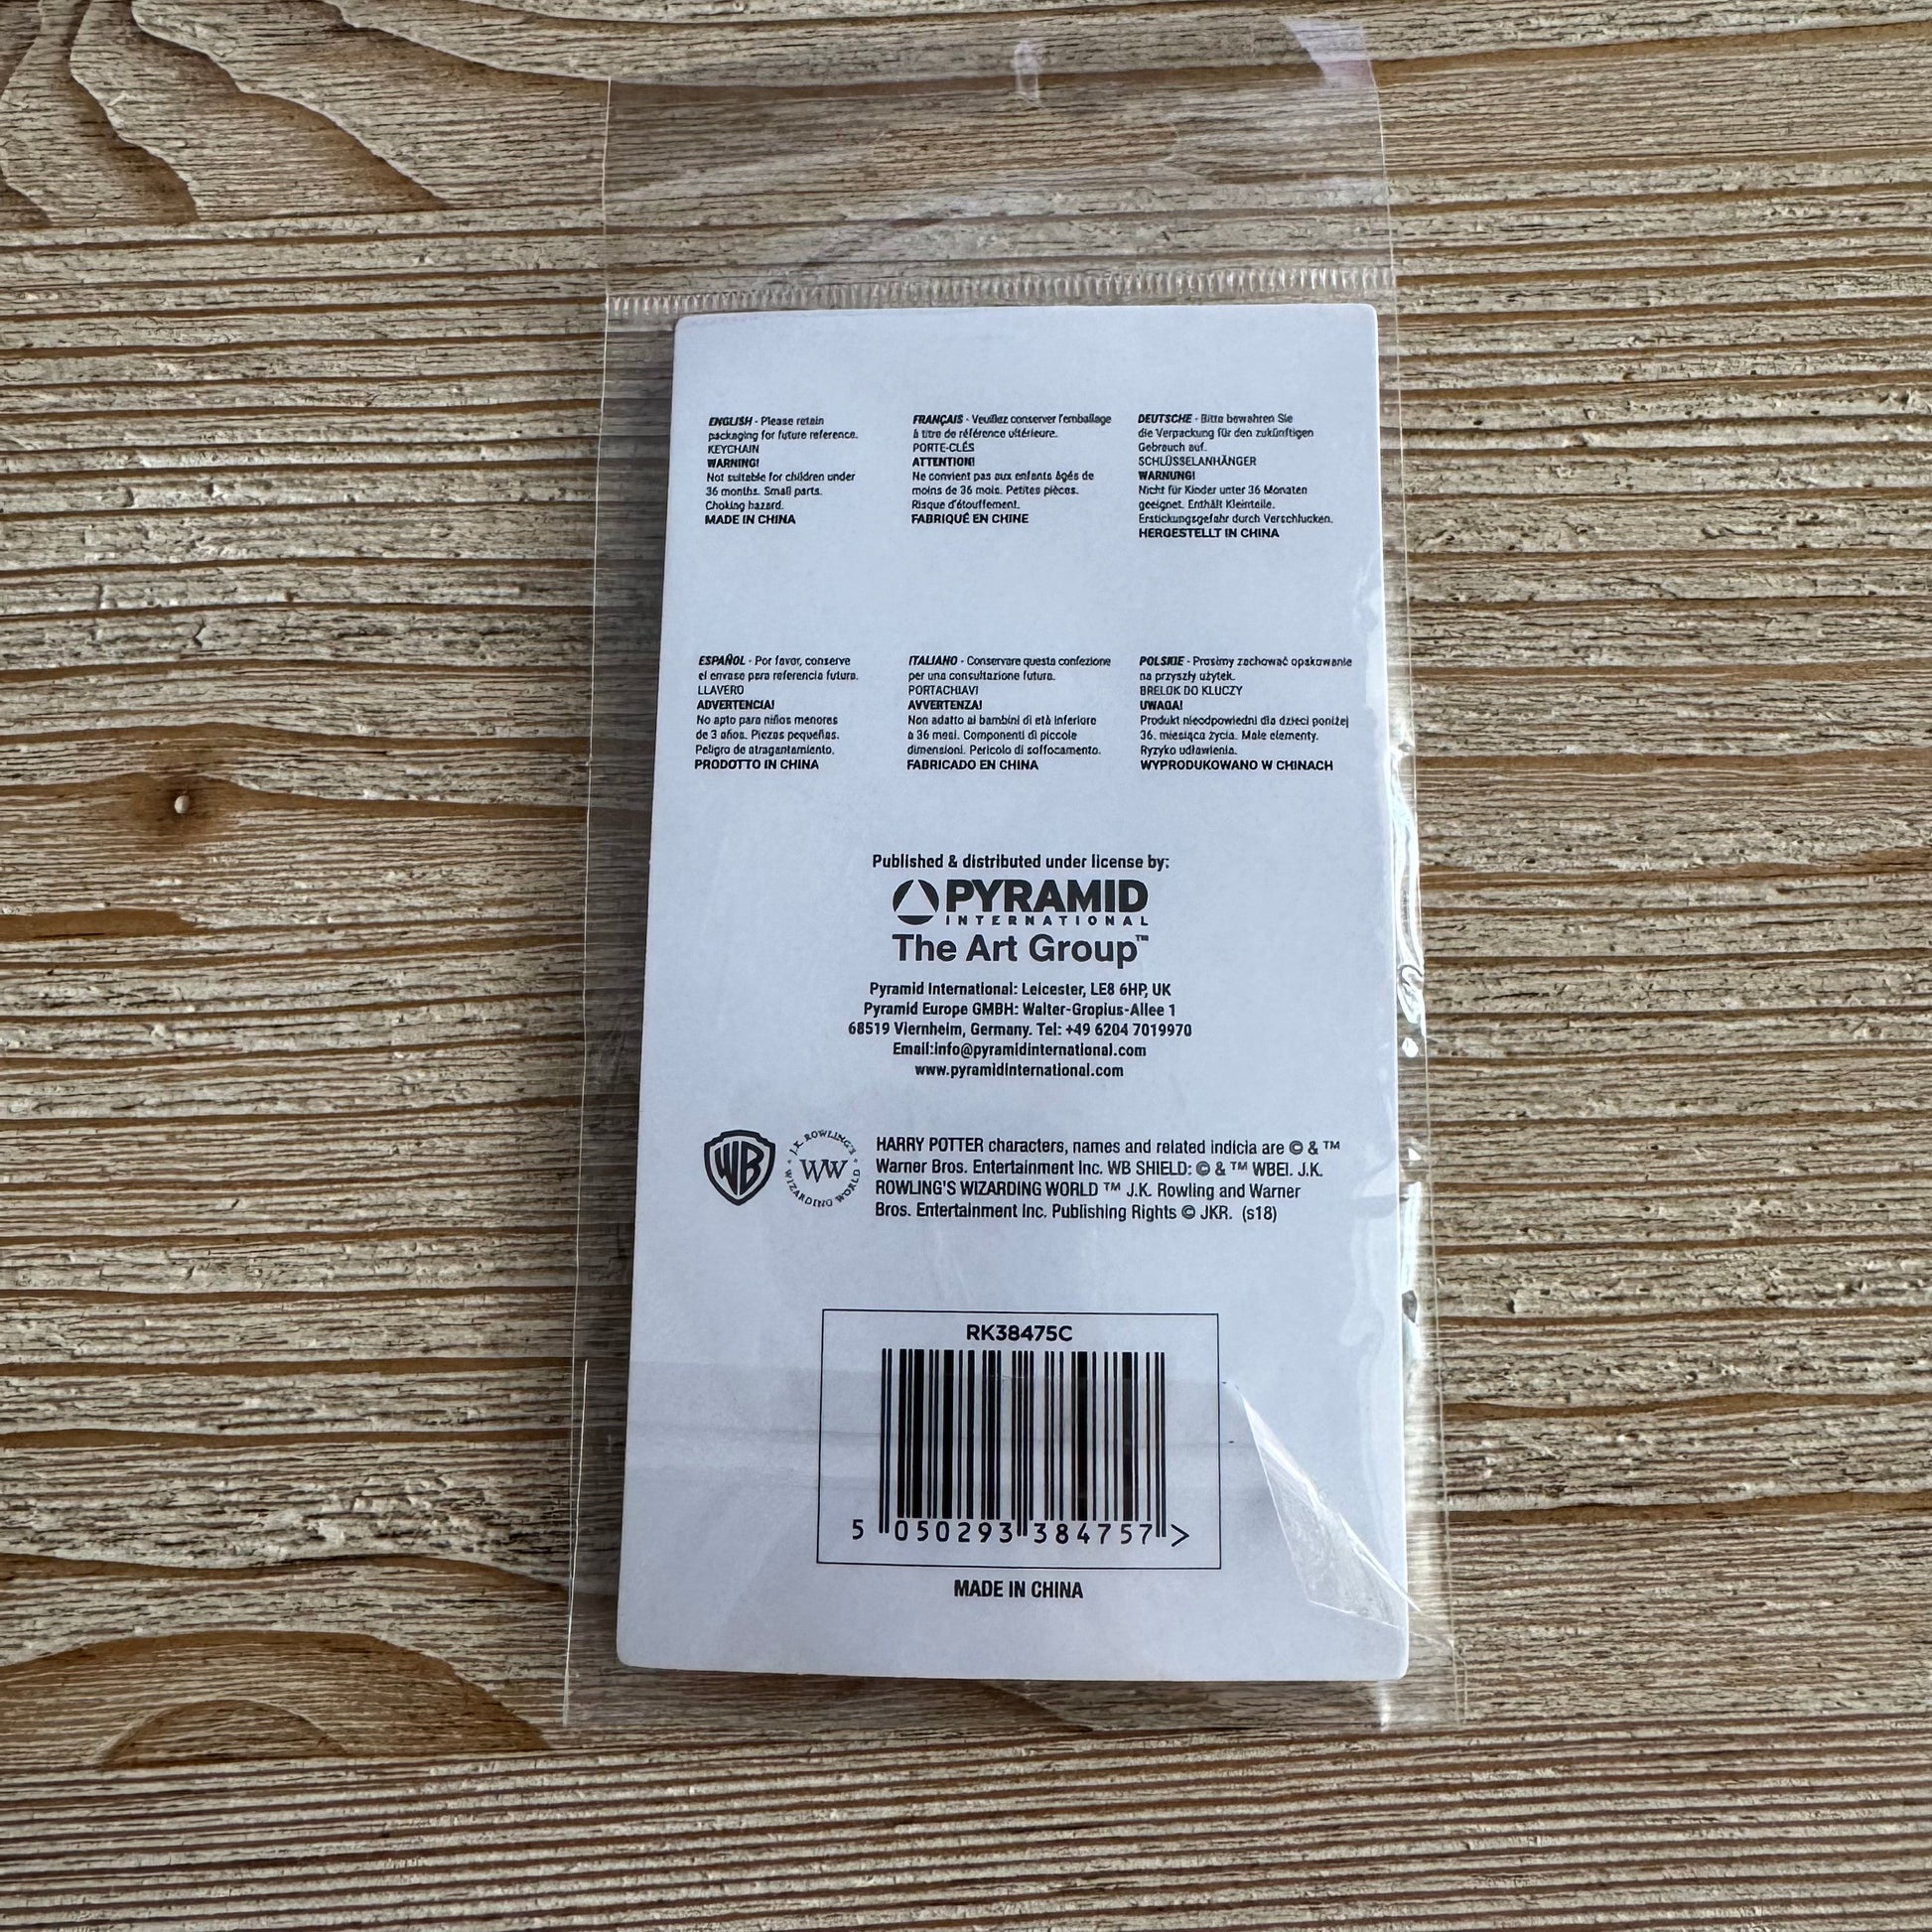 ENGLISH - Please retain
packaging for future reference.
KEYCHAIN
WARNING!
Not suitable for children under
36 months. Small parts.
Choking hazard.
MADE IN CHINA
FRANÇAIS - Veuillez conserver l'emballage
à titre de référence ultérieure.
PORTE-CLÉS
ATTENTION!
Ne convient pas aux enfants âgés de
moins de 36 mois. Petites pièces.
Risque d'étouffement.
FABRIQUÉ EN CHINE
DEUTSCHE - Bitte bewahren Sie
die Verpackung für den zukünftigen
Gebrauch auf.
SCHLÜSSELANHÄNGER
WARNUNG!
Nicht für Kinder unter 36 Monaten
geeignet. Enthält Kleinteile.
Erstickungsgefahr durch Verschlucken.
HERGESTELLT IN CHINA
ESPAÑOL - Por favor, conserve
el envase para referencia futura.
LLAVERO
ADVERTENCIA!
No apto para niños menores
de 3 años. Piezas pequeñas.
Peligro de atragantamiento.
PRODOTTO IN CHINA
ITALIANO - Conservare questa confezione
per una consultazione futura.
PORTACHIAVI
AVVERTENZA!
Non adatto ai bambini di età inferiore
a 36 mesi. Componenti di piccole
dimensioni. Pericolo di soffocamento.
FABRICADO EN CHINA
POLSKIE - Prosimy zachować opakowanie
na przyszły użytek.
BRELOK DO KLUCZY
UWAGA!
Produkt nieodpowiedni dla dzieci poniżej
36. miesiąca życia. Małe elementy.
Ryzyko udławienia.
WYPRODUKOWANO W CHINACH
Published & distributed under license by:
PYRAMID
INTERNATIONAL
The Art Group™
Pyramid International: Leicester, LE8 6HP, UK
Pyramid Europe GMBH: Walter-Gropius-Allee 1
68519 Viernheim, Germany. Tel: +49 6204 7019970
Email:info@pyramidinternational.com
www.pyramidinternational.com
WB
J.K. ROWLING'S
WW
WIZARDING WORLD
HARRY POTTER characters, names and related indicia are © & ™
Warner Bros. Entertainment Inc. WB SHIELD: © & ™ WBEI. J.K.
ROWLING'S WIZARDING WORLD ™ J.K. Rowling and Warner
Bros. Entertainment Inc. Publishing Rights © JKR. (s18)
RK38475C
5 050293 384757 >
MADE IN CHINA